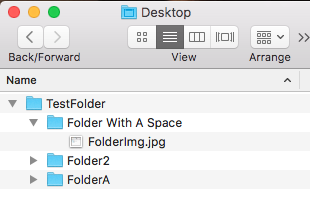 Desktop
Back/Forward View Arrange
Name
TestFolder
Folder With A Space
FolderImg.jpg
Folder2
FolderA